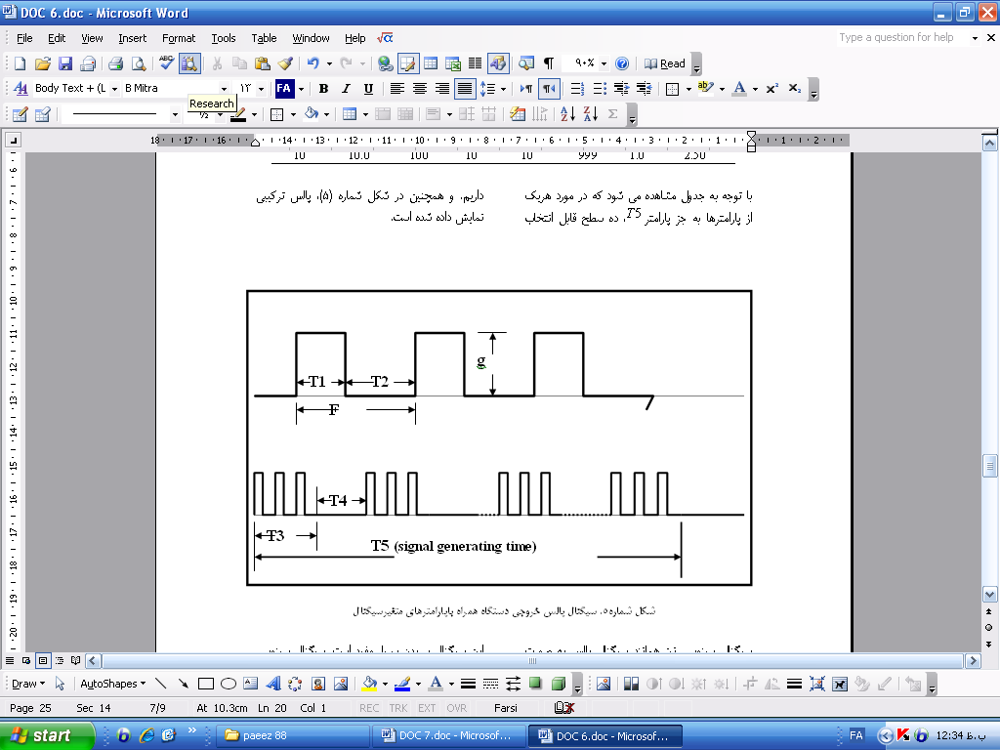 DOC 6.doc - Microsoft Word
File Edit View Insert Format Tools Table Window Help
Type a question for help
۹۰% Read
Body Text + (L B Mitra ۱۲ FA B I U
Research
½
18 17 16 14 13 12 11 10 9 8 7 6 5 4 3 2 1 1 2
10 10.0 100 10 10 999 1.0 2.50
با توجه به جدول مشاهده می شود که در مورد هریک
از پارامترها به جز پارامتر T5، ده سطح قابل انتخاب
داریم. و همچنین در شکل شماره (۵)، پالس ترکیبی
نمایش داده شده است.
g
T1 T2
F
T4
T3
T5 (signal generating time)
شکل شماره۵. سیگنال پالس خروجی دستگاه همراه باپارامترهای متغیرسیگنال
Draw AutoShapes
Page 25 Sec 14 7/9 At 10.3cm Ln 20 Col 1 REC TRK EXT OVR Farsi
start paeez 88 DOC 7.doc - Microsof... DOC 6.doc - Microsof... FA 12:34 ب.ظ